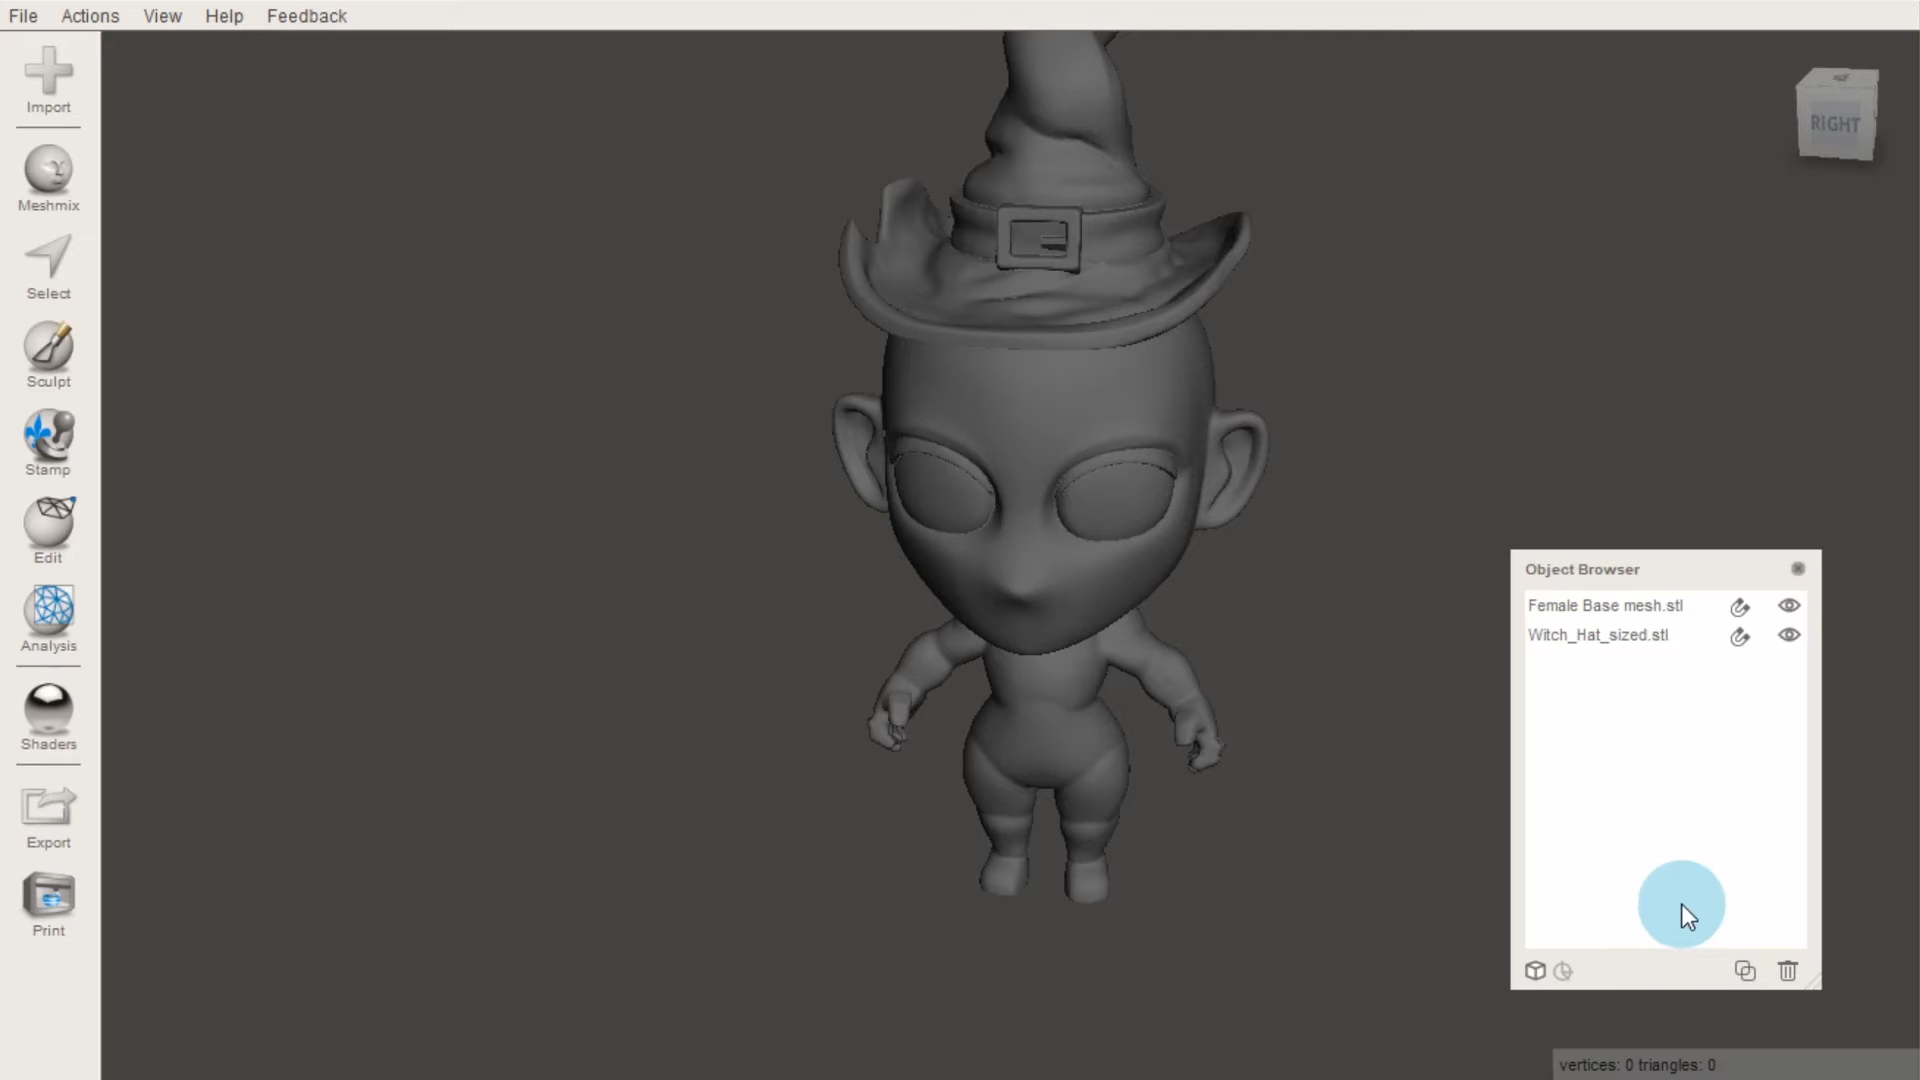 File Actions View Help Feedback
Import
Meshmix
Select
Sculpt
Stamp
Edit
Analysis
Shaders
Export
Print
RIGHT
Object Browser
Female Base mesh.stl
Witch_Hat_sized.stl
vertices: 0 triangles: 0